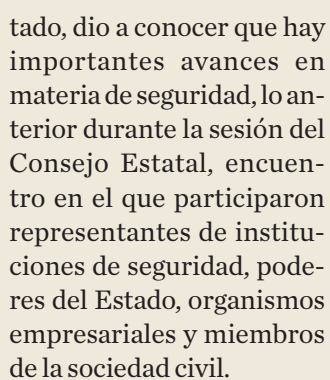 tado, dio a conocer que hay
importantes avances en
materia de seguridad, lo an-
terior durante la sesión del
Consejo Estatal, encuen-
tro en el que participaron
representantes de institu-
ciones de seguridad, pode-
res del Estado, organismos
empresariales y miembros
de la sociedad civil.